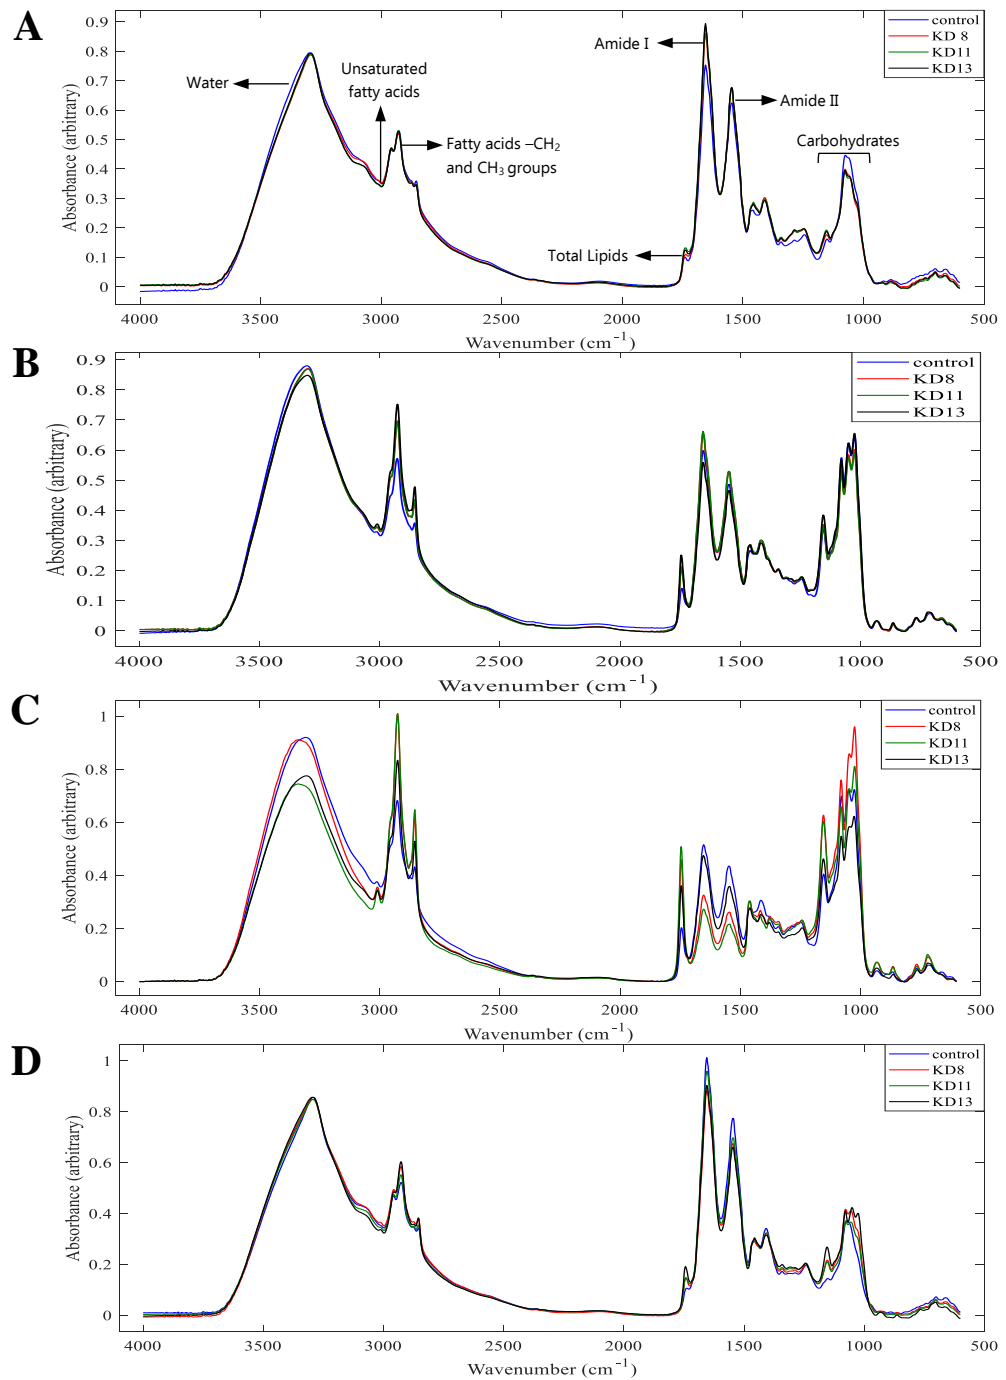 A
Absorbance (arbitrary)
0.9
0.8
0.7
0.6
0.5
0.4
0.3
0.2
0.1
0
Water
Unsaturated
fatty acids
Fatty acids –CH2
and CH3 groups
Amide I
Amide II
Carbohydrates
Total Lipids
control
KD 8
KD11
KD13
4000 3500 3000 2500 2000 1500 1000 500
Wavenumber (cm-1)
B
Absorbance (arbitrary)
0.9
0.8
0.7
0.6
0.5
0.4
0.3
0.2
0.1
0
control
KD8
KD11
KD13
4000 3500 3000 2500 2000 1500 1000 500
Wavenumber (cm-1)
C
Absorbance (arbitrary)
1
0.8
0.6
0.4
0.2
0
control
KD8
KD11
KD13
4000 3500 3000 2500 2000 1500 1000 500
Wavenumber (cm-1)
D
Absorbance (arbitrary)
1
0.8
0.6
0.4
0.2
0
control
KD8
KD11
KD13
4000 3500 3000 2500 2000 1500 1000 500
Wavenumber (cm-1)